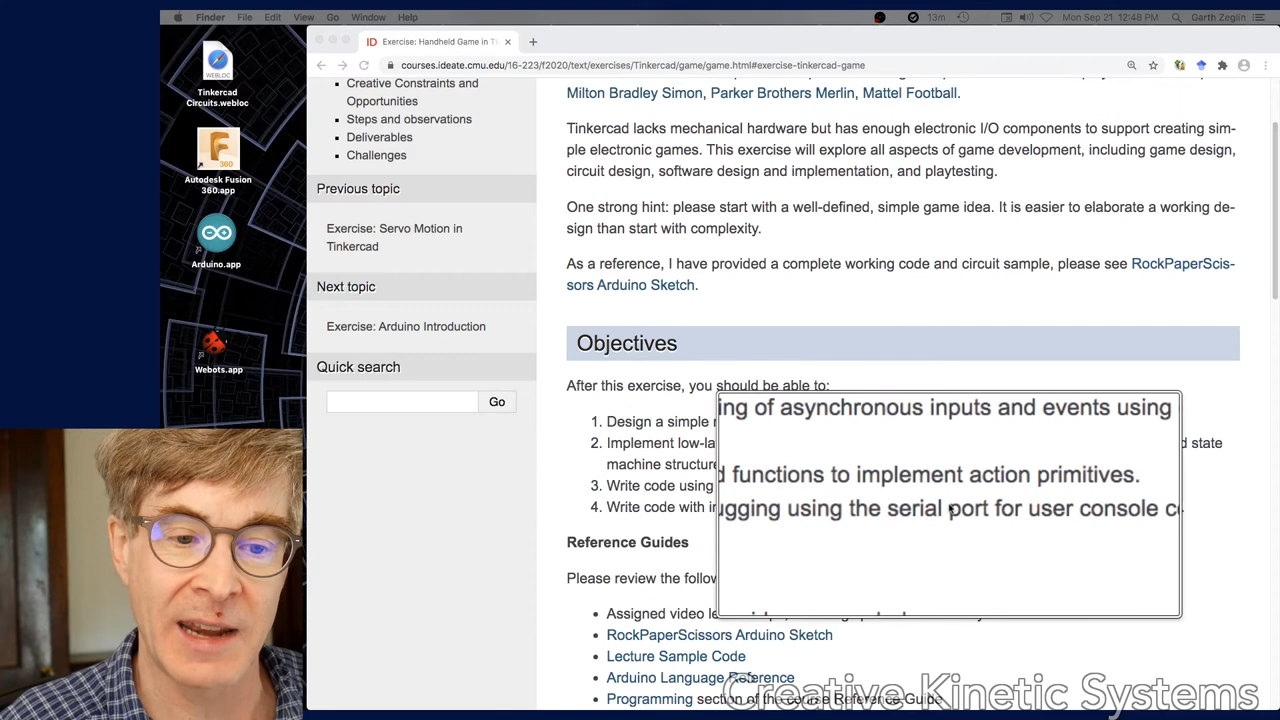 Finder File Edit View Go Window Help
13m
Mon Sep 21 12:48 PM Garth Zeglin
ID Exercise: Handheld Game in T
courses.ideate.cmu.edu/16-223/f2020/text/exercises/Tinkercad/game/game.html#exercise-tinkercad-game
WEBLOC
Tinkercad
Circuits.webloc
360
Autodesk Fusion
360.app
Arduino.app
Webots.app
Creative Constraints and
Opportunities
Steps and observations
Deliverables
Challenges
Previous topic
Exercise: Servo Motion in
Tinkercad
Next topic
Exercise: Arduino Introduction
Quick search
Go
Milton Bradley Simon, Parker Brothers Merlin, Mattel Football.
Tinkercad lacks mechanical hardware but has enough electronic I/O components to support creating sim-
ple electronic games. This exercise will explore all aspects of game development, including game design,
circuit design, software design and implementation, and playtesting.
One strong hint: please start with a well-defined, simple game idea. It is easier to elaborate a working de-
sign than start with complexity.
As a reference, I have provided a complete working code and circuit sample, please see RockPaperScis-
sors Arduino Sketch.
Objectives
After this exercise, you should be able to:
1. Design a simple
2. Implement low-la
d state
machine structure
3. Write code using
4. Write code with in
ing of asynchronous inputs and events using
d functions to implement action primitives.
ugging using the serial port for user console
Reference Guides
Please review the follow
Assigned video le
RockPaperScissors Arduino Sketch
Lecture Sample Code
Arduino Language Reference
Programming section of the course Reference Guide
Creative Kinetic Systems